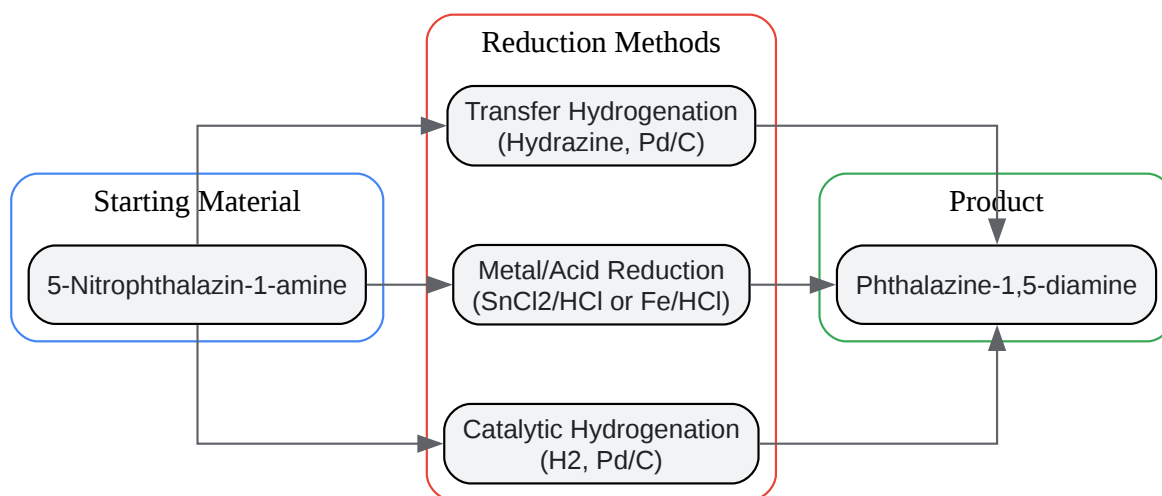 Reduction Methods
Transfer Hydrogenation
(Hydrazine, Pd/C)
Starting Material
Product
5-Nitrophthalazin-1-amine
Metal/Acid Reduction
(SnCl2/HCl or Fe/HCl)
Phthalazine-1,5-diamine
Catalytic Hydrogenation
(H2, Pd/C)